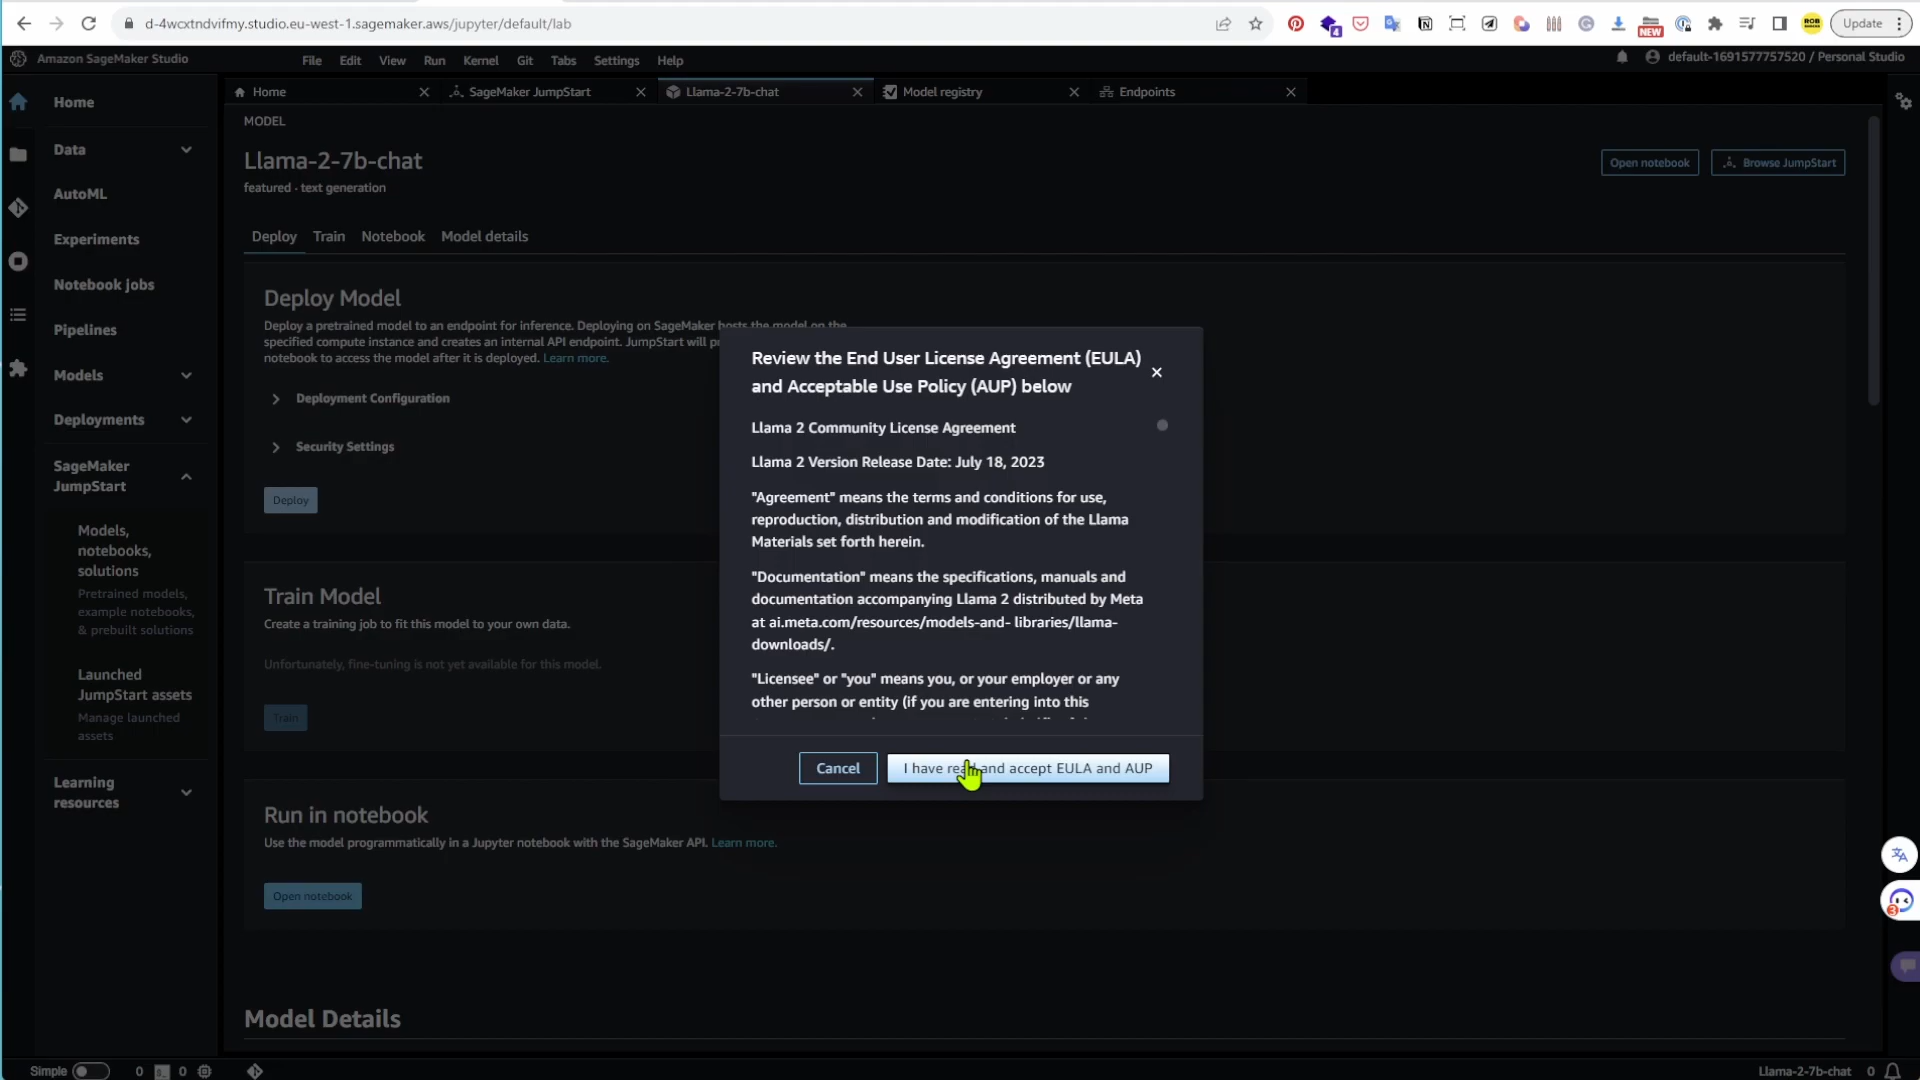 d-4wcxtndvifmy.studio.eu-west-1.sagemaker.aws/jupyter/default/lab
4
NEW
BOB
Update
Amazon SageMaker Studio
File Edit View Run Kernel Git Tabs Settings Help
default-1691577757520 / Personal Studio
Home
SageMaker JumpStart
Llama-2-7b-chat
Model registry
Endpoints
Home
Data
AutoML
Experiments
Notebook jobs
Pipelines
Models
Deployments
SageMaker
JumpStart
Models,
notebooks,
solutions
Pretrained models,
example notebooks,
& prebuilt solutions
Launched
JumpStart assets
Manage launched
assets
Learning
resources
MODEL
Llama-2-7b-chat
featured - text generation
Open notebook
Browse JumpStart
Deploy Train Notebook Model details
Deploy Model
Deploy a pretrained model to an endpoint for inference. Deploying on SageMaker hosts the model on the
specified compute instance and creates an internal API endpoint. JumpStart will
notebook to access the model after it is deployed. Learn more.
Deployment Configuration
Security Settings
Deploy
Train Model
Create a training job to fit this model to your own data.
Unfortunately, fine-tuning is not yet available for this model.
Train
Run in notebook
Use the model programmatically in a Jupyter notebook with the SageMaker API. Learn more.
Open notebook
Model Details
Review the End User License Agreement (EULA)
and Acceptable Use Policy (AUP) below
Llama 2 Community License Agreement
Llama 2 Version Release Date: July 18, 2023
"Agreement" means the terms and conditions for use,
reproduction, distribution and modification of the Llama
Materials set forth herein.
"Documentation" means the specifications, manuals and
documentation accompanying Llama 2 distributed by Meta
at ai.meta.com/resources/models-and- libraries/llama-
downloads/.
"Licensee" or "you" means you, or your employer or any
other person or entity (if you are entering into this
Cancel
I have read and accept EULA and AUP
3
Simple 0 0
Llama-2-7b-chat 0